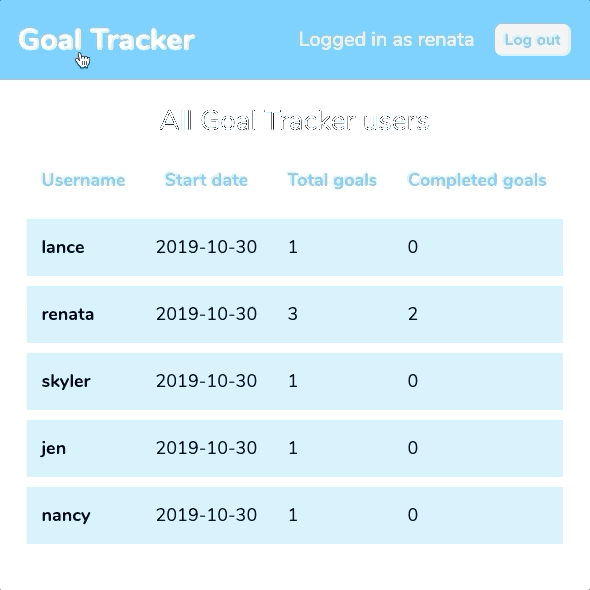 Goal Tracker Logged in as renata Log out
All Goal Tracker users
Username Start date Total goals Completed goals
lance 2019-10-30 1 0
renata 2019-10-30 3 2
skyler 2019-10-30 1 0
jen 2019-10-30 1 0
nancy 2019-10-30 1 0